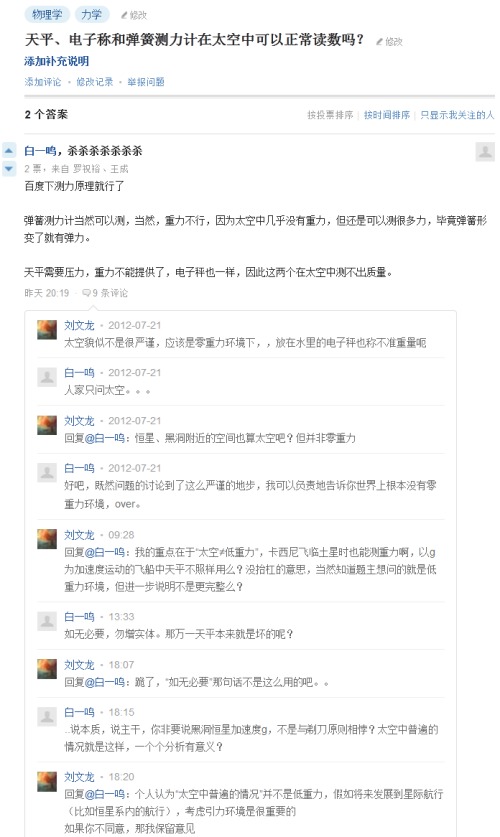 物理学 力学 修改
天平、电子称和弹簧测力计在太空中可以正常读数吗？ 修改
添加补充说明
添加评论 • 修改记录 • 举报问题
2 个答案 按投票排序 | 按时间排序 | 只显示我关注的人
白一鸣，杀杀杀杀杀杀杀
2 票，来自 罗祝裕、王成
百度下测力原理就行了
弹簧测力计当然可以测，当然，重力不行，因为太空中几乎没有重力，但还是可以测很多力，毕竟弹簧形
变了就有弹力。
天平需要压力，重力不能提供了，电子秤也一样，因此这两个在太空中测不出质量。
昨天 20:19 • 9 条评论
刘文龙 • 2012-07-21
太空貌似不是很严谨，应该是零重力环境下，，放在水里的电子秤也称不准重量呃
白一鸣 • 2012-07-21
人家只问太空。。。
刘文龙 • 2012-07-21
回复@白一鸣：恒星、黑洞附近的空间也算太空吧？但并非零重力
白一鸣 • 2012-07-21
好吧，既然问题的讨论到了这么严谨的地步，我可以负责地告诉你世界上根本没有零
重力环境，over。
刘文龙 • 09:28
回复@白一鸣：我的重点在于“太空≠低重力”，卡西尼飞临土星时也能测重力啊，以g
为加速度运动的飞船中天平不照样用么？没抬杠的意思，当然知道题主想问的就是低
重力环境，但进一步说明不是更完整么？
白一鸣 • 13:33
如无必要，勿增实体。那万一天平本来就是坏的呢？
刘文龙 • 18:07
回复@白一鸣：跪了，“如无必要”那句话不是这么用的吧。。
白一鸣 • 18:15
..说本质，说主干，你非要说黑洞恒星加速度g，不是与剃刀原则相悖？太空中普遍的
情况就是这样，一个个分析有意义？
刘文龙 • 18:20
回复@白一鸣：个人认为“太空中普遍的情况”并不是低重力，假如将来发展到星际航行
（比如恒星系内的航行），考虑引力环境是很重要的
如果你不同意，那我保留意见